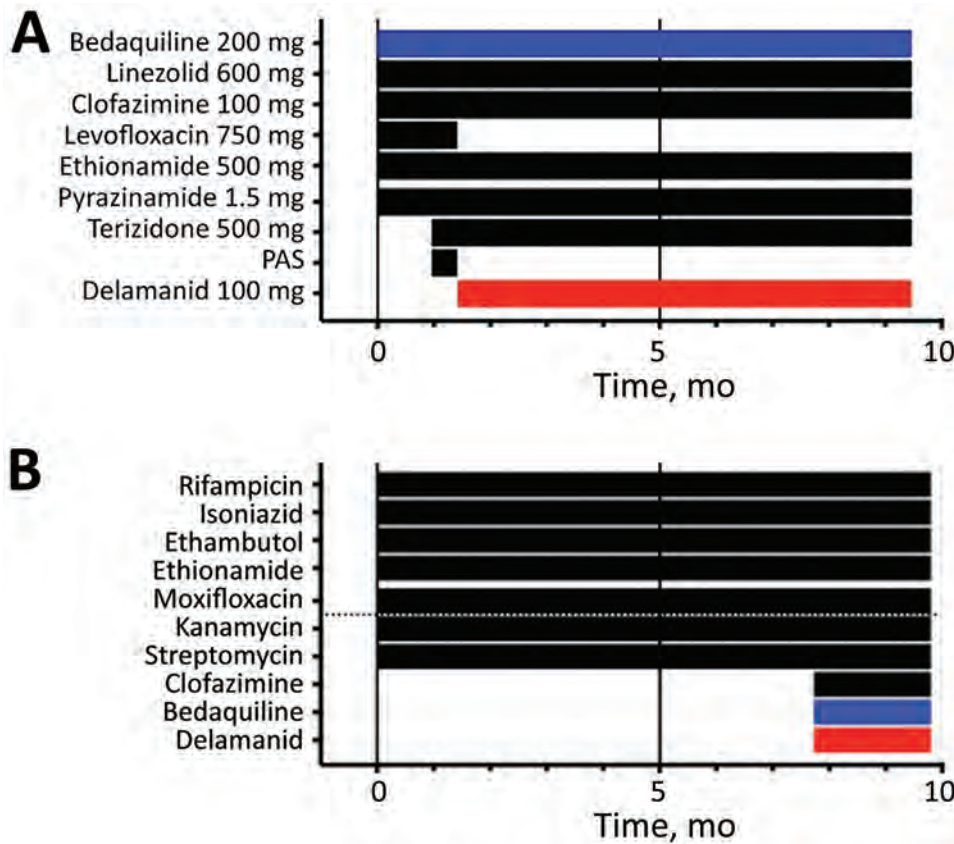 A
Bedaquiline 200 mg
Linezolid 600 mg
Clofazimine 100 mg
Levofloxacin 750 mg
Ethionamide 500 mg
Pyrazinamide 1.5 mg
Terizidone 500 mg
PAS
Delamanid 100 mg
0 5 10
Time, mo
B
Rifampicin
Isoniazid
Ethambutol
Ethionamide
Moxifloxacin
Kanamycin
Streptomycin
Clofazimine
Bedaquiline
Delamanid
0 5 10
Time, mo